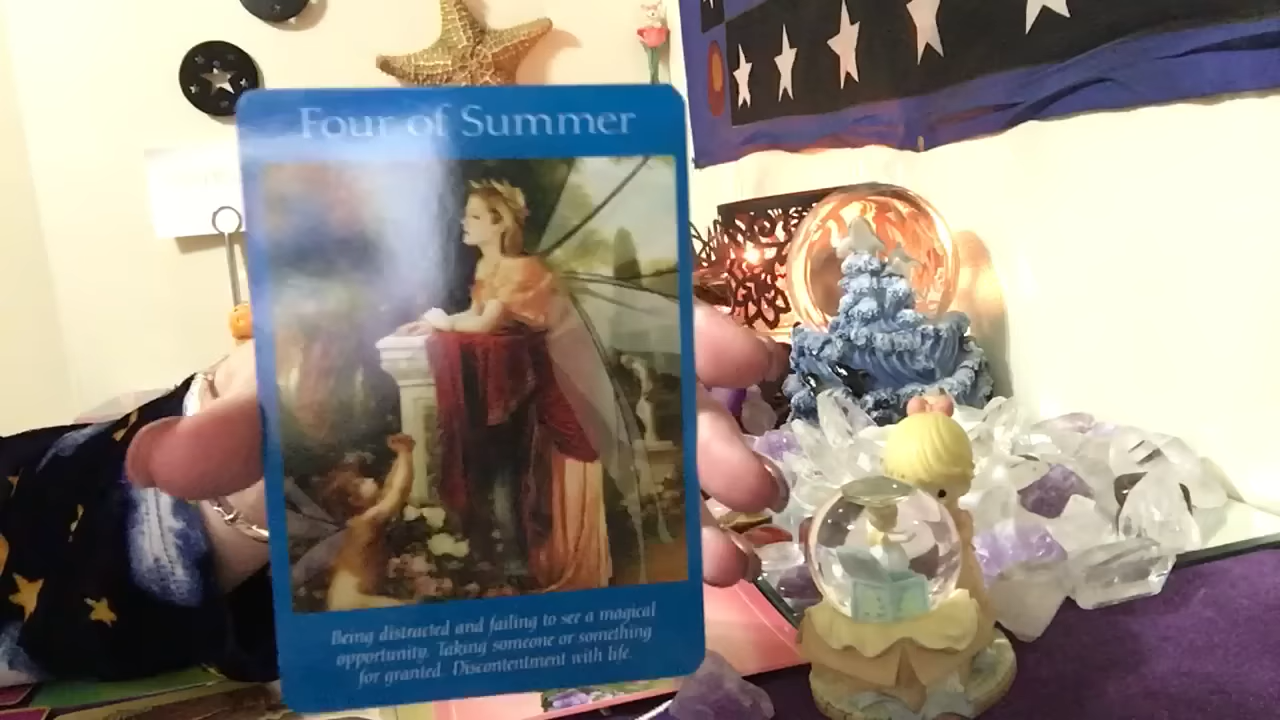 Four of Summer
Being distracted and failing to see a magical
opportunity. Taking someone or something
for granted. Discontentment with life.